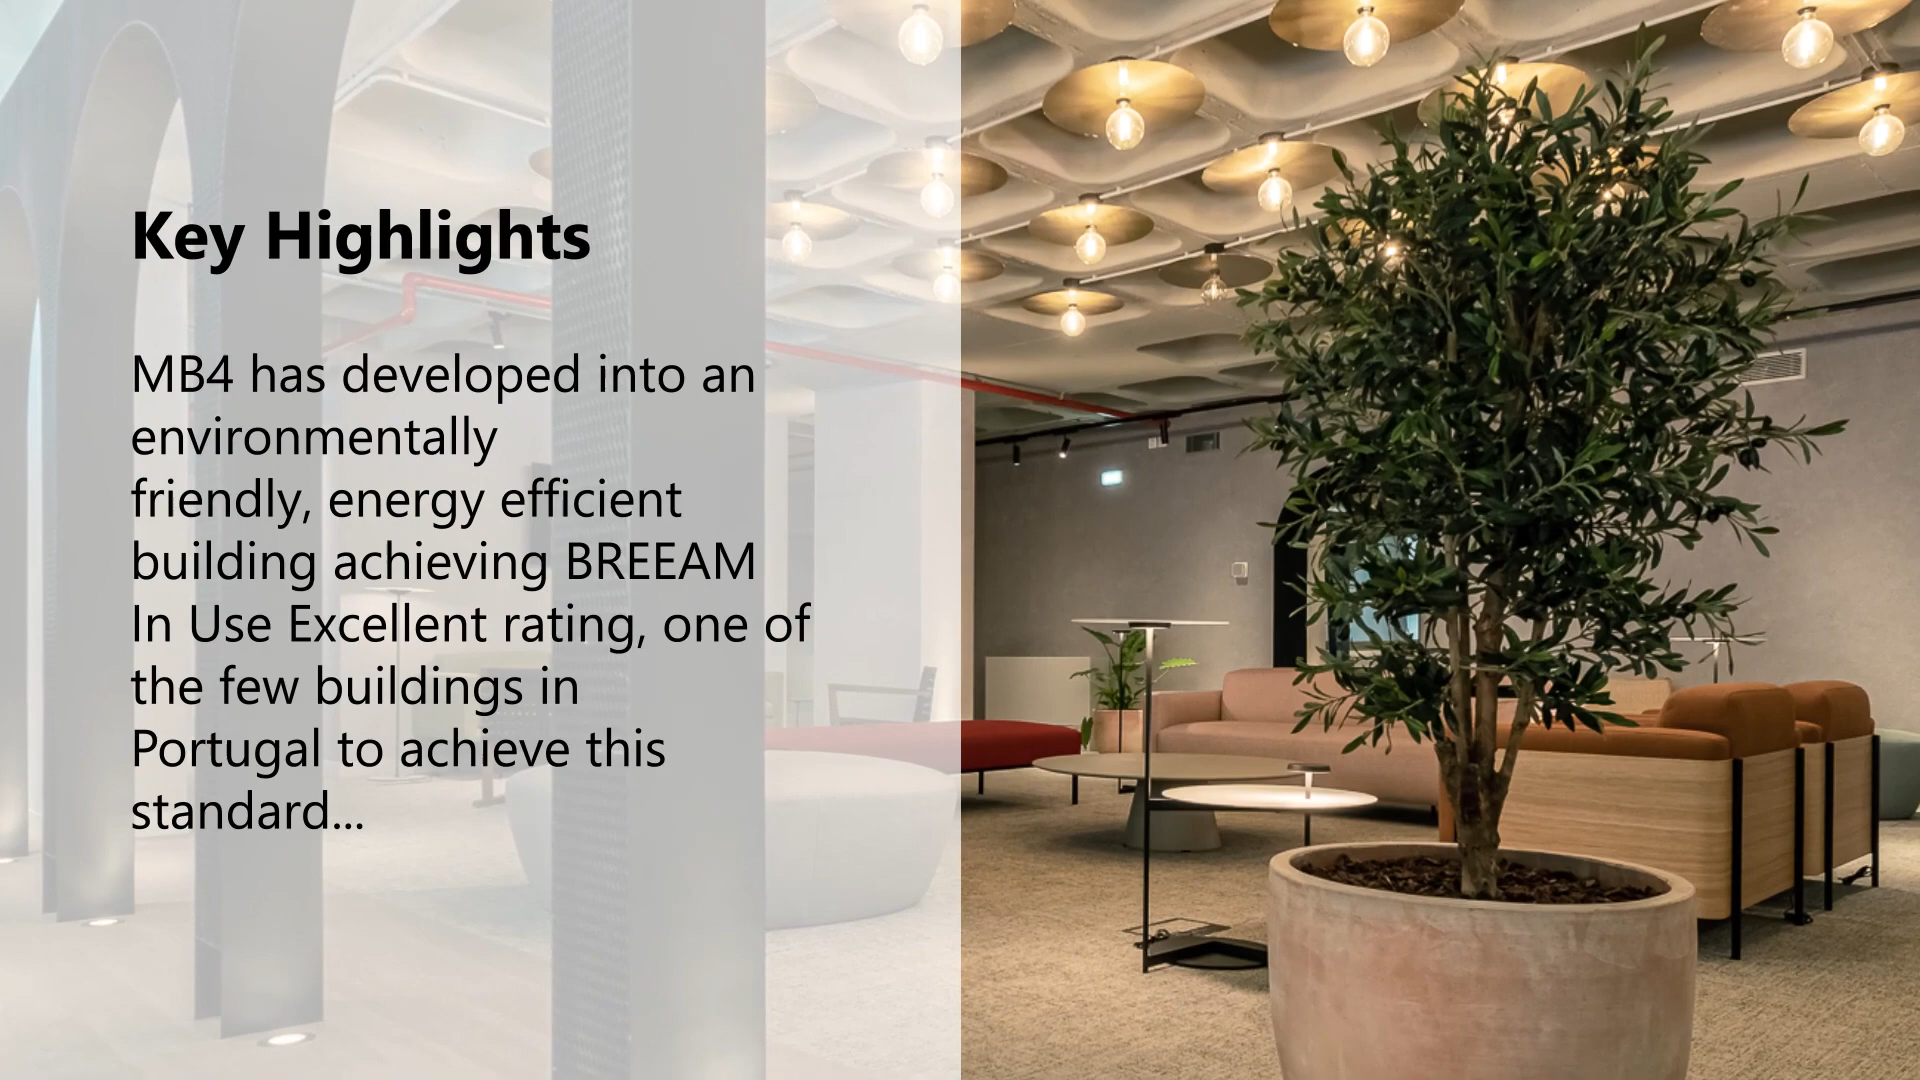 Key Highlights
MB4 has developed into an
environmentally
friendly, energy efficient
building achieving BREEAM
In Use Excellent rating, one of
the few buildings in
Portugal to achieve this
standard...